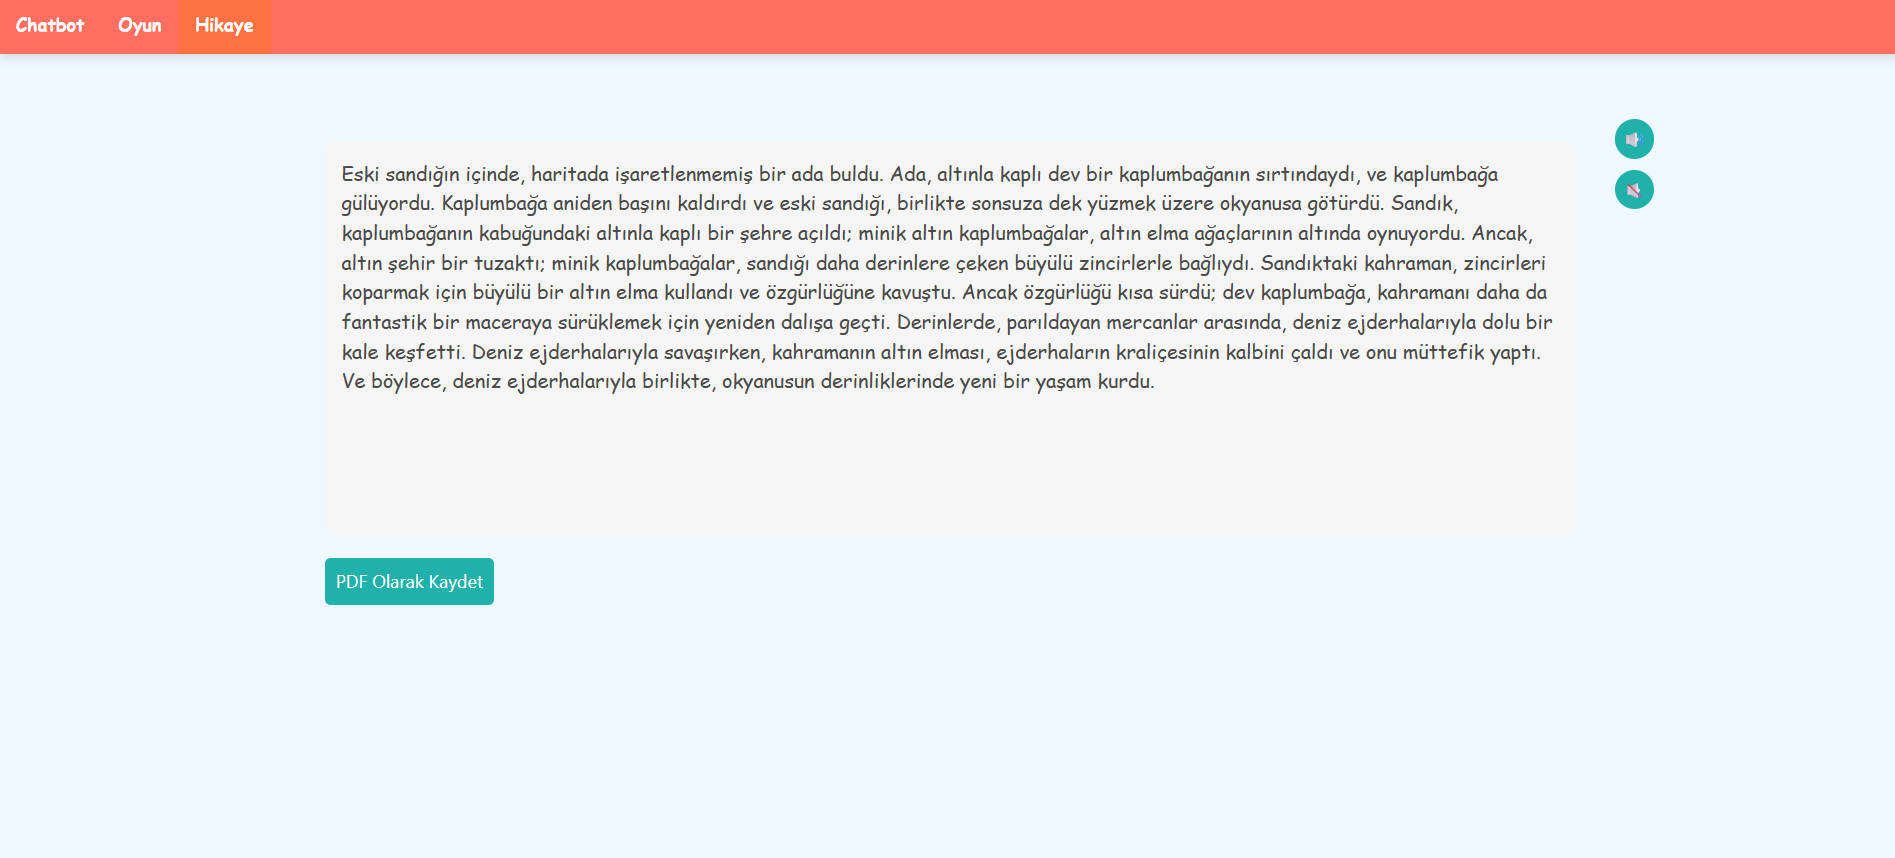 Chatbot Oyun Hikaye
Eski sandığın içinde, haritada işaretlenmemiş bir ada buldu. Ada, altınla kaplı dev bir kaplumbağanın sırtındaydı, ve kaplumbağa
gülüyordu. Kaplumbağa aniden başını kaldırdı ve eski sandığı, birlikte sonsuza dek yüzmek üzere okyanusa götürdü. Sandık,
kaplumbağanın kabuğundaki altınla kaplı bir şehre açıldı; minik altın kaplumbağalar, altın elma ağaçlarının altında oynuyordu. Ancak,
altın şehir bir tuzaktı; minik kaplumbağalar, sandığı daha derinlere çeken büyülü zincirlerle bağlıydı. Sandıktaki kahraman, zincirleri
koparmak için büyülü bir altın elma kullandı ve özgürlüğüne kavuştu. Ancak özgürlüğü kısa sürdü; dev kaplumbağa, kahramanı daha da
fantastik bir maceraya sürüklemek için yeniden dalışa geçti. Derinlerde, parıldayan mercanlar arasında, deniz ejderhalarıyla dolu bir
kale keşfetti. Deniz ejderhalarıyla savaşırken, kahramanın altın elması, ejderhaların kraliçesinin kalbini çaldı ve onu müttefik yaptı.
Ve böylece, deniz ejderhalarıyla birlikte, okyanusun derinliklerinde yeni bir yaşam kurdu.
PDF Olarak Kaydet